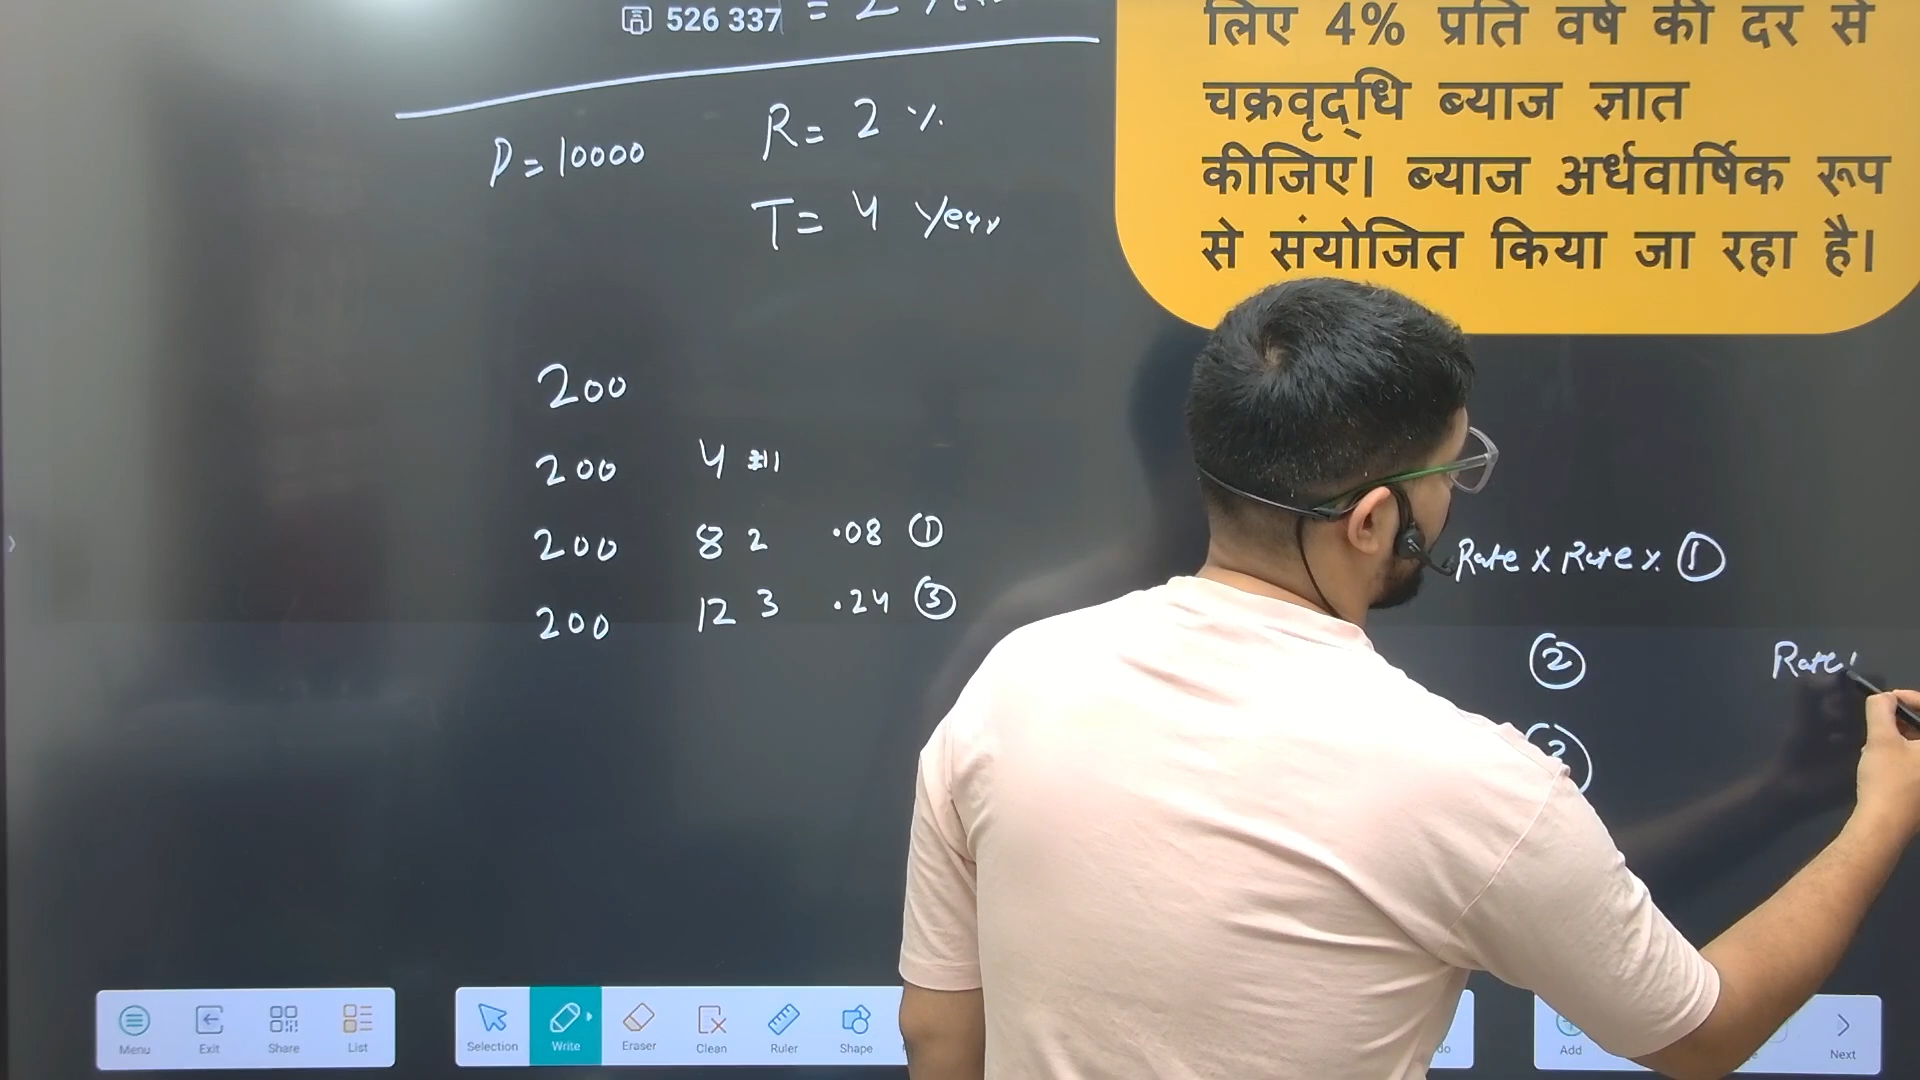 526 337 = 2
लिए 4% प्रति वर्ष की दर से
चक्रवृद्धि ब्याज ज्ञात
कीजिए। ब्याज अर्धवार्षिक रूप
से संयोजित किया जा रहा है।
P = 10000
R = 2 %
T = 4 year
200
200 4 1
200 8 2 .08 ①
200 12 3 .24 ③
Rate x Rate % ①
②
Rate
Menu Exit Share List
Selection Write Eraser Clean Ruler Shape
Add Next